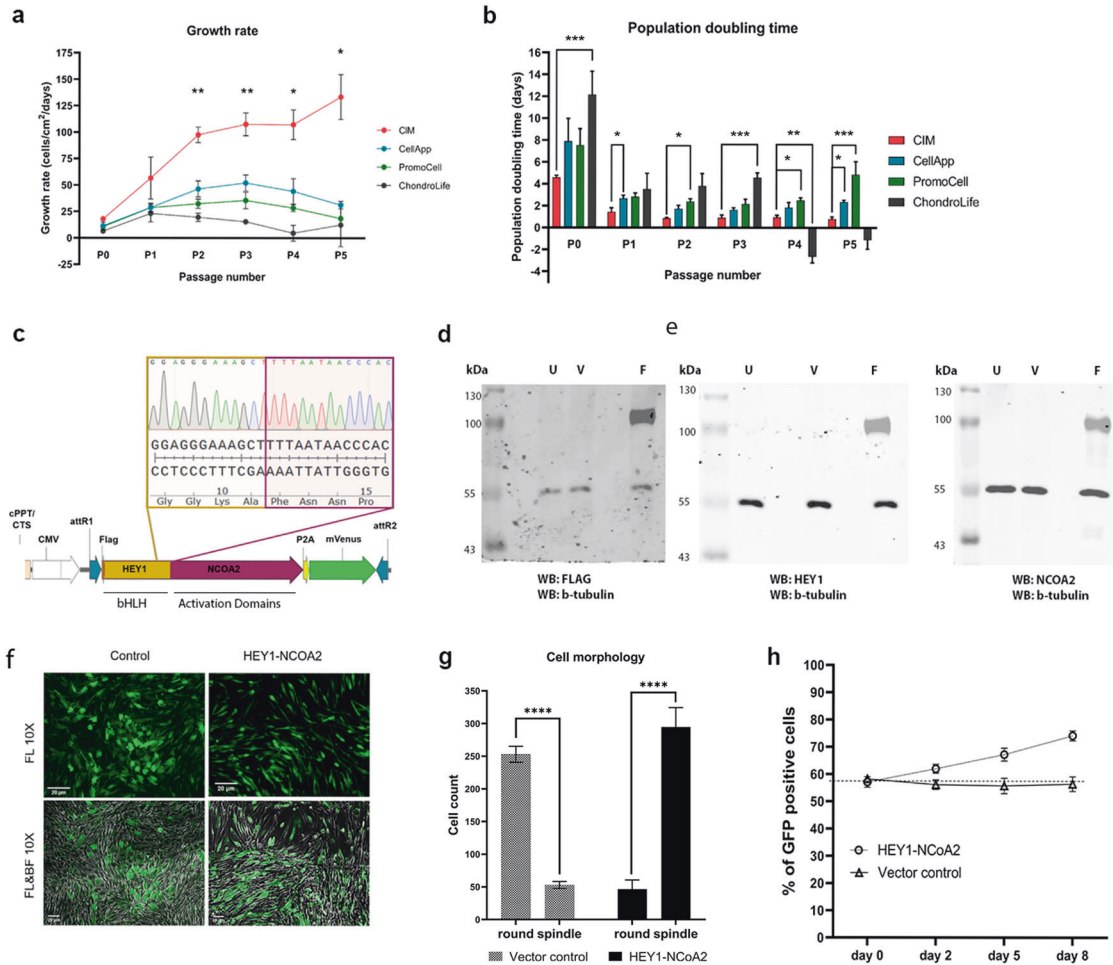 a
Growth rate
Growth rate (cells/cm²/days)
175
150
125
100
75
50
25
0
-25
**
**
*
*
P0 P1 P2 P3 P4 P5
Passage number
CIM
CellApp
PromoCell
ChondroLife
b
Population doubling time
Population doubling time (days)
16
14
12
10
8
6
4
2
0
-2
-4
***
*
*
***
**
*
***
*
P0 P1 P2 P3 P4 P5
Passage number
CIM
CellApp
PromoCell
ChondroLife
c
G G A G G G A A A G C T T T T A A T A A C C C A C
GGAGGGAAAGCTTTTAATAACCCAC
CCTCCCTTTCGAAAATTATTGGGTG
10 15
Gly Gly Lys Ala Phe Asn Asn Pro
cPPT/
CTS
CMV
attR1
Flag
HEY1
NCOA2
P2A
mVenus
attR2
bHLH
Activation Domains
d
kDa U V F
130
100
55
43
WB: FLAG
WB: b-tubulin
e
kDa U V F
130
100
55
43
WB: HEY1
WB: b-tubulin
kDa U V F
130
100
55
43
WB: NCOA2
WB: b-tubulin
f
Control HEY1-NCOA2
FL 10X
20 µm
20 µm
FL&BF 10X
g
Cell morphology
Cell count
350
300
250
200
150
100
50
0
****
****
round spindle round spindle
Vector control HEY1-NCoA2
h
% of GFP positive cells
100
90
80
70
60
50
40
30
20
10
0
HEY1-NCoA2
Vector control
day 0 day 2 day 5 day 8